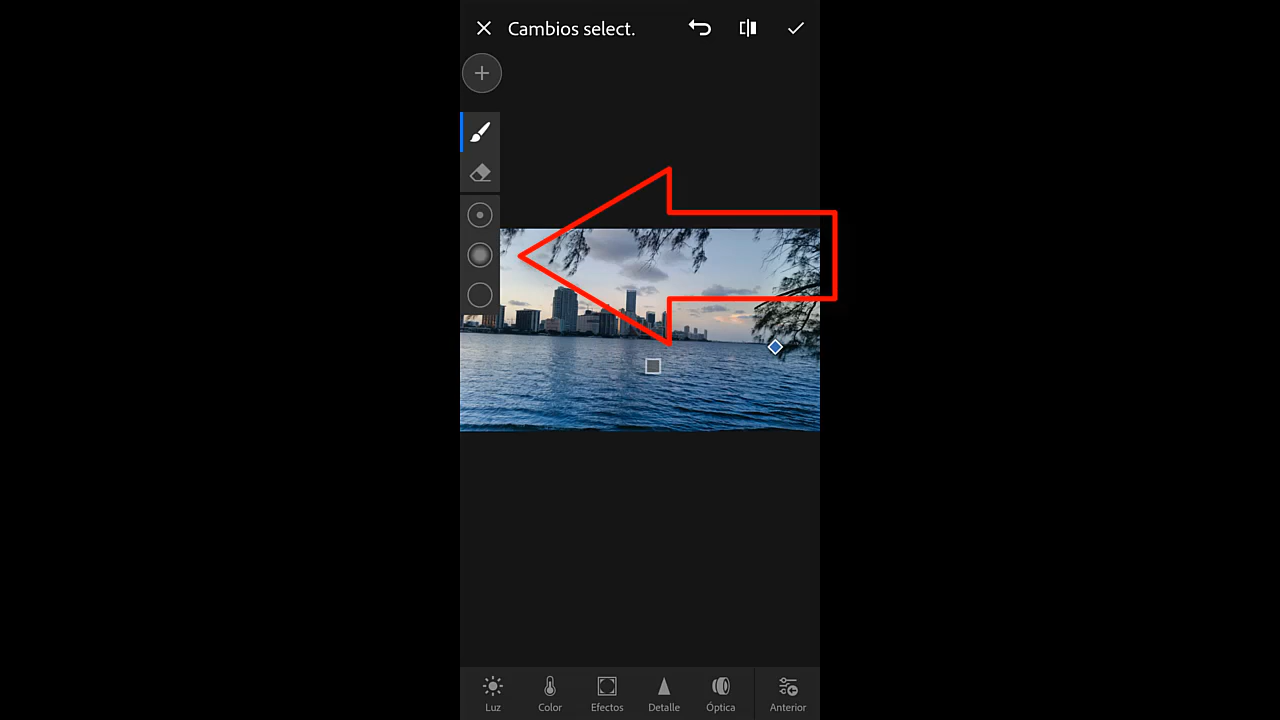 Cambios select.
Luz
Color
Efectos
Detalle
Óptica
Anterior